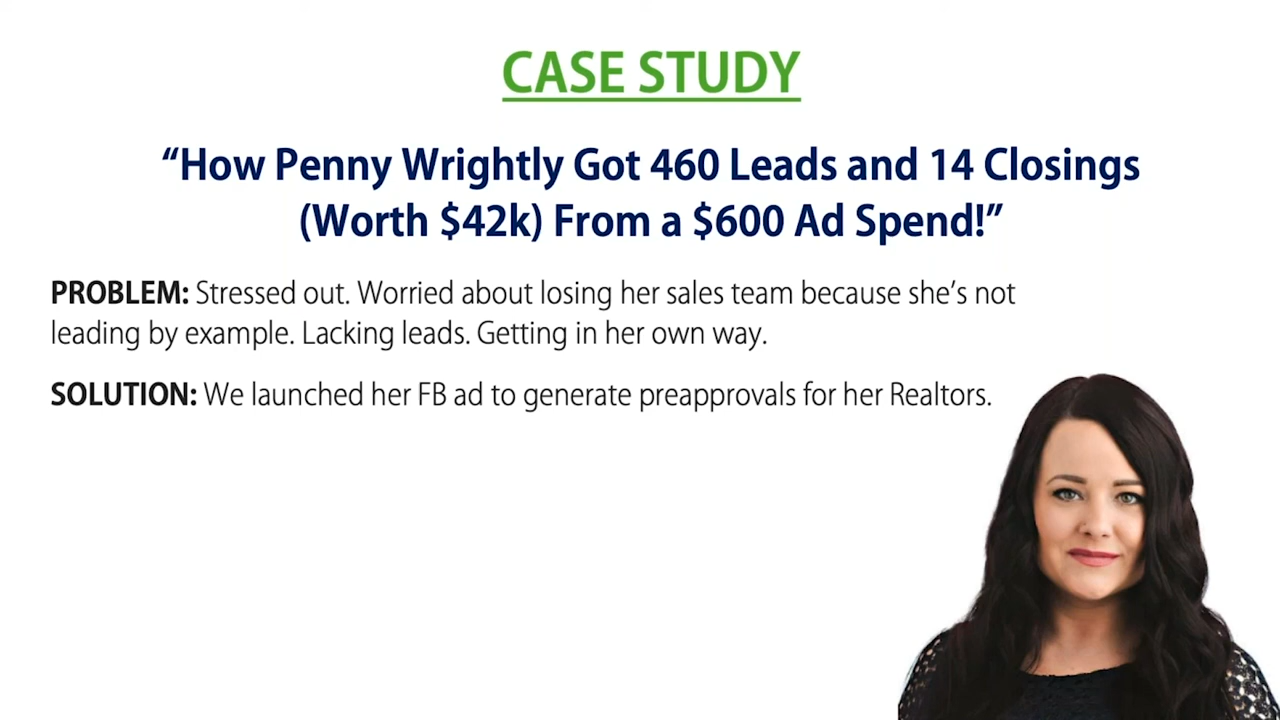 CASE STUDY
“How Penny Wrightly Got 460 Leads and 14 Closings
(Worth $42k) From a $600 Ad Spend!”
PROBLEM: Stressed out. Worried about losing her sales team because she’s not
leading by example. Lacking leads. Getting in her own way.
SOLUTION: We launched her FB ad to generate preapprovals for her Realtors.